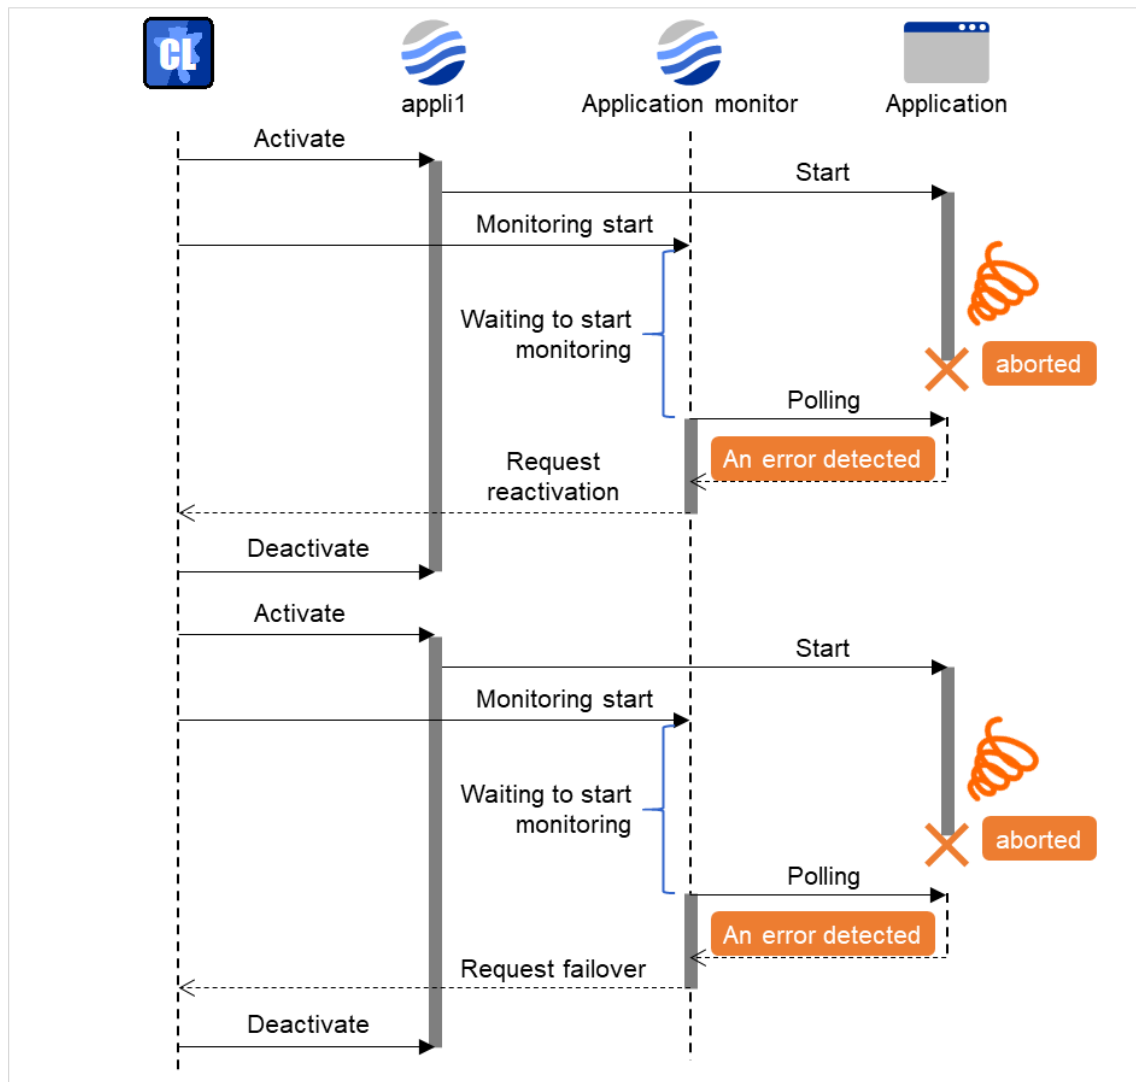 CL
appli1
Application monitor
Application
Activate
Start
Monitoring start
Waiting to start
monitoring
aborted
Polling
An error detected
Request
reactivation
Deactivate
Activate
Start
Monitoring start
Waiting to start
monitoring
aborted
Polling
An error detected
Request failover
Deactivate